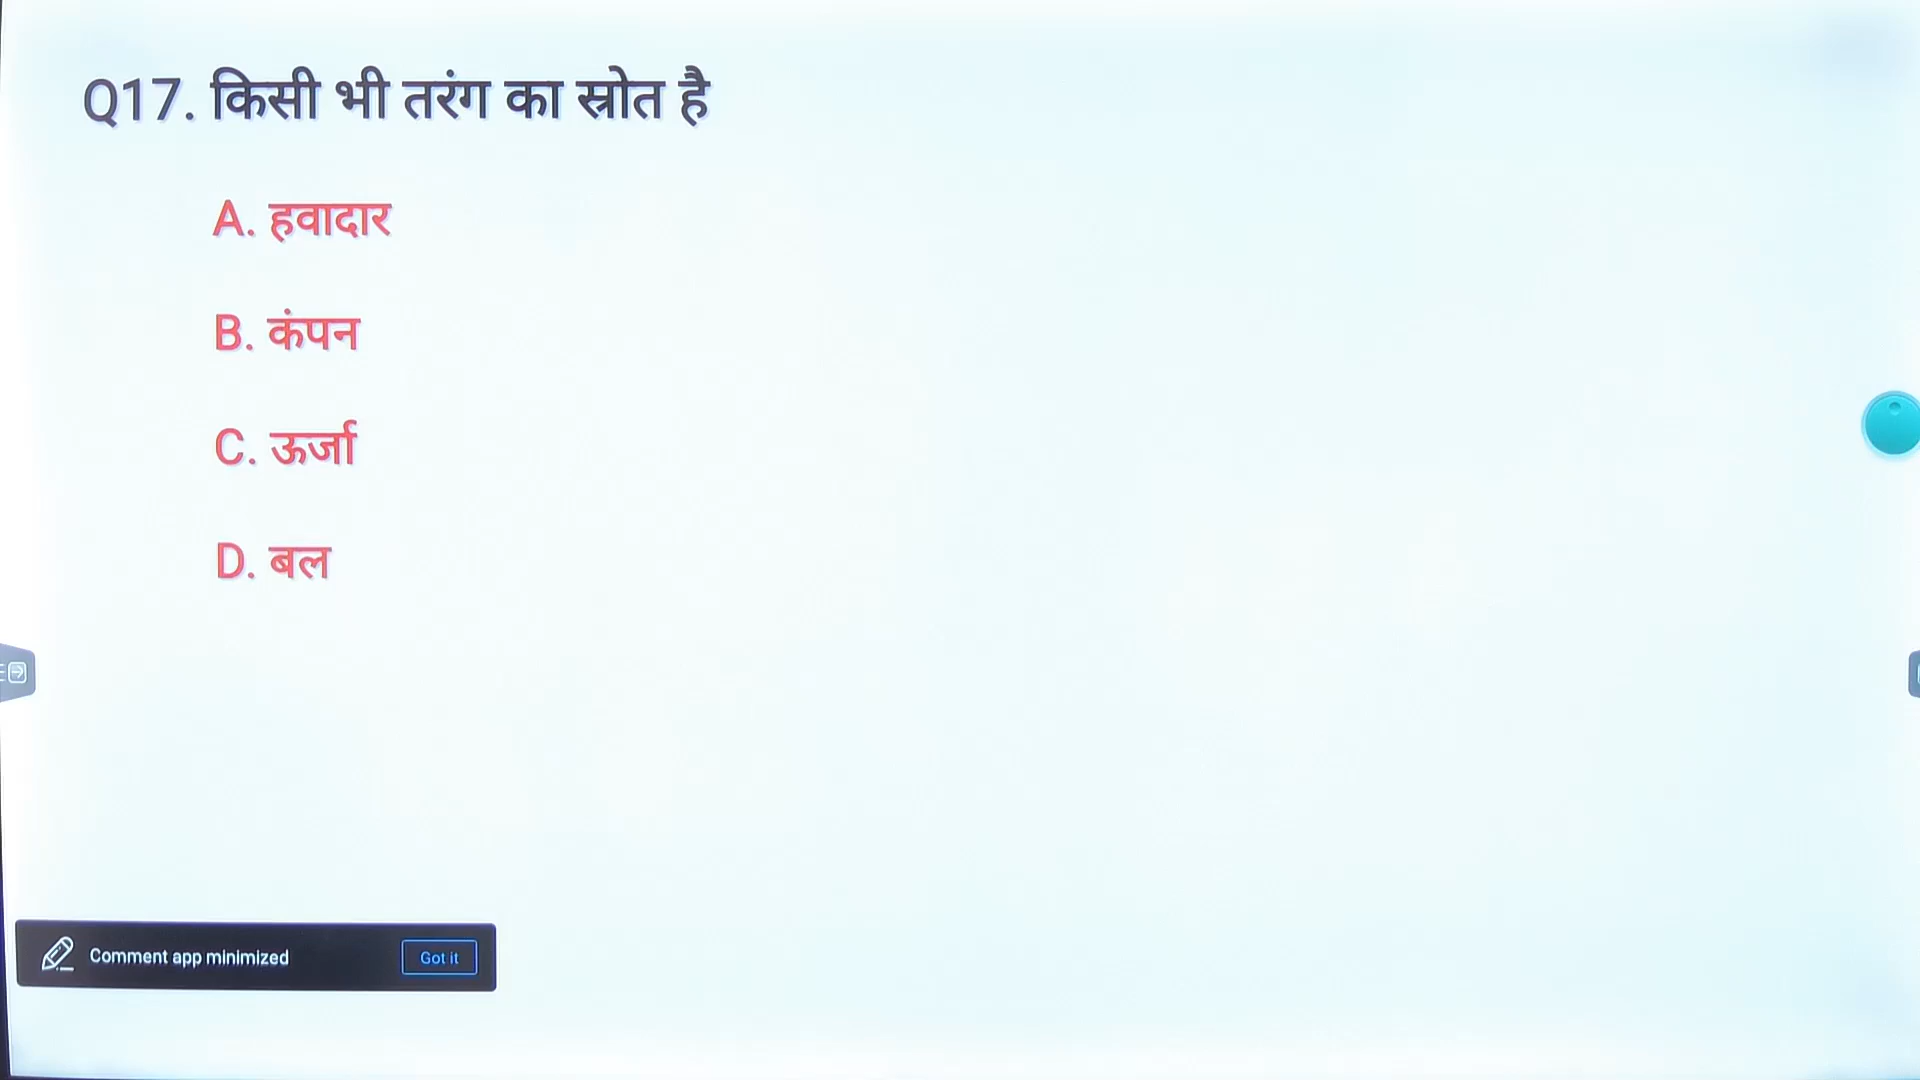 Q17. किसी भी तरंग का स्रोत है
A. हवादार
B. कंपन
C. ऊर्जा
D. बल
Comment app minimized
Got it